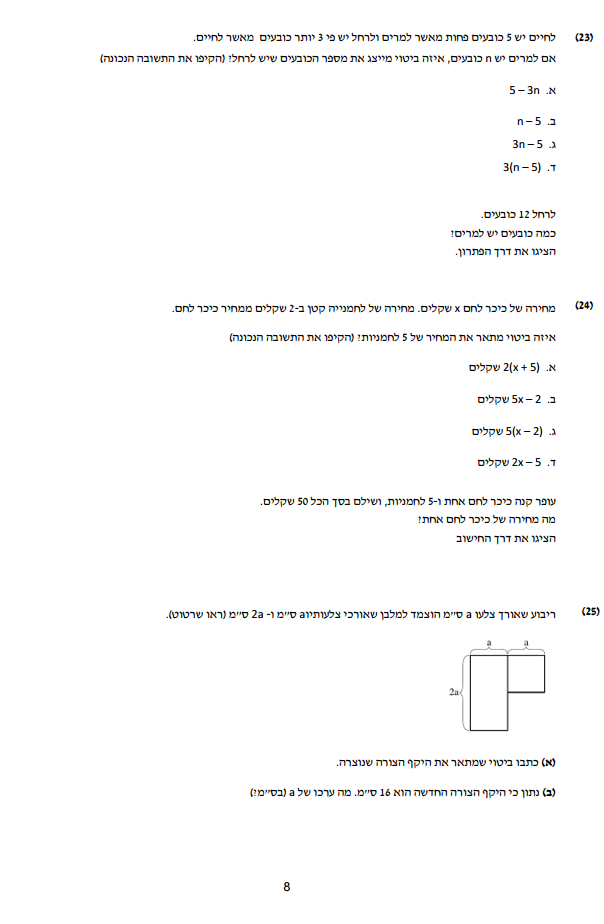 (23) לחיים יש 5 כובעים פחות מאשר למרים ולרחל יש פי 3 יותר כובעים מאשר לחיים.
אם למרים יש n כובעים, איזה ביטוי מייצג את מספר הכובעים שיש לרחל? (הקיפו את התשובה הנכונה)
א. 5 – 3n
ב. n – 5
ג. 3n – 5
ד. 3(n – 5)
לרחל 12 כובעים.
כמה כובעים יש למרים?
הציגו את דרך הפתרון.
(24) מחירה של כיכר לחם x שקלים. מחירה של לחמנייה קטן ב-2 שקלים ממחיר כיכר לחם.
איזה ביטוי מתאר את המחיר של 5 לחמניות? (הקיפו את התשובה הנכונה)
א. 2(x + 5) שקלים
ב. 5x – 2 שקלים
ג. 5(x – 2) שקלים
ד. 2x – 5 שקלים
עופר קנה כיכר לחם אחת ו-5 לחמניות, ושילם בסך הכל 50 שקלים.
מה מחירה של כיכר לחם אחת?
הציגו את דרך החישוב
(25) ריבוע שאורך צלעו a ס״מ הוצמד למלבן שאורכי צלעותיוa ס״מ ו- 2a ס״מ (ראו שרטוט).
a a
2a
(א) כתבו ביטוי שמתאר את היקף הצורה שנוצרה.
(ב) נתון כי היקף הצורה החדשה הוא 16 ס״מ. מה ערכו של a (בס״מ?)
8